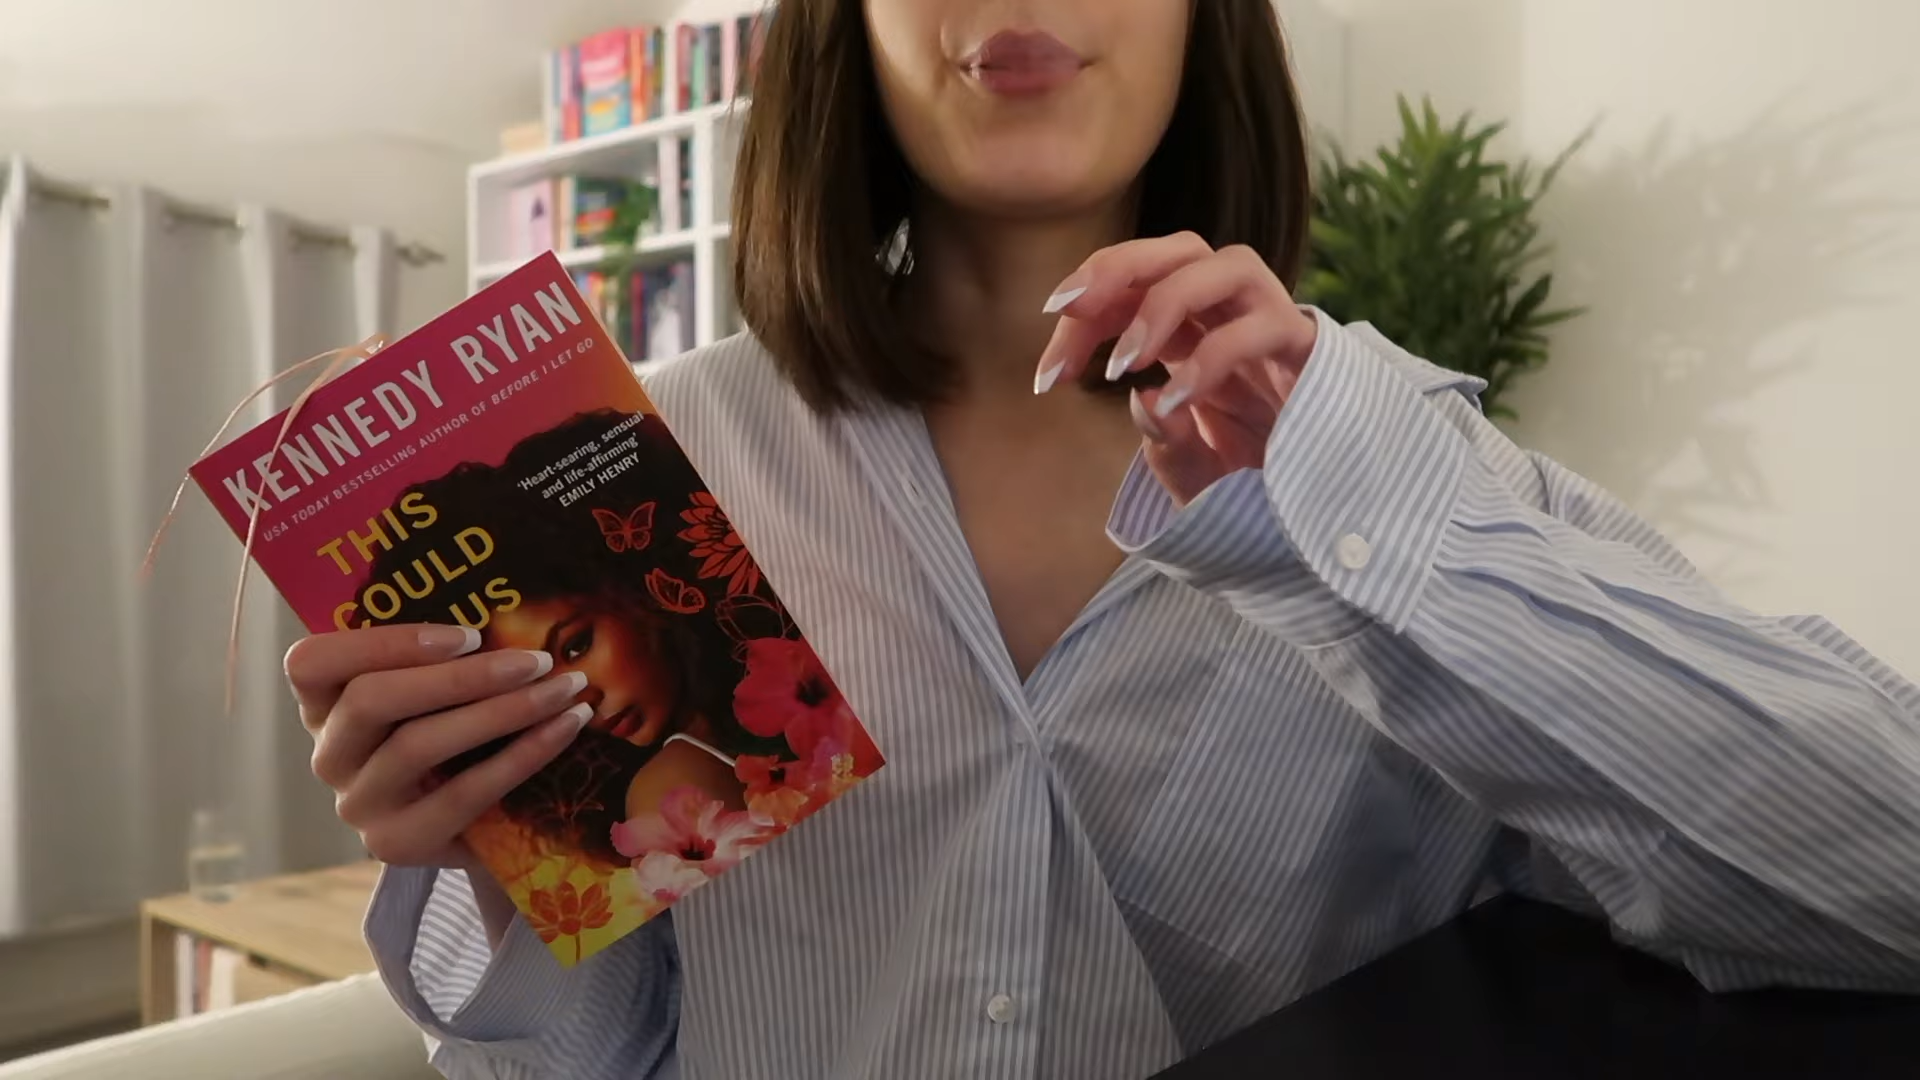 KENNEDY RYAN
USA TODAY BESTSELLING AUTHOR OF BEFORE I LET GO
'Heart-searing, sensual
and life-affirming'
EMILY HENRY
THIS
COULD
US